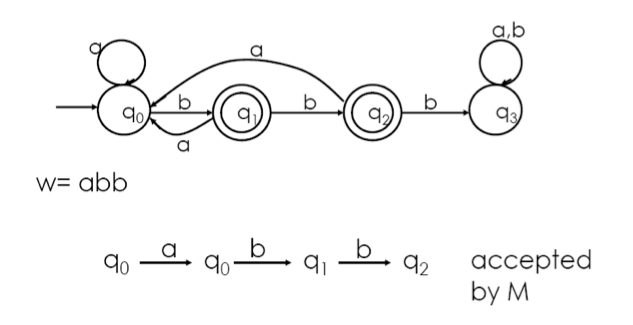 a,b
a
a
q₀ b q₁ b q₂ b q₃
a
w= abb
q₀ a q₀ b q₁ b q₂ accepted
by M